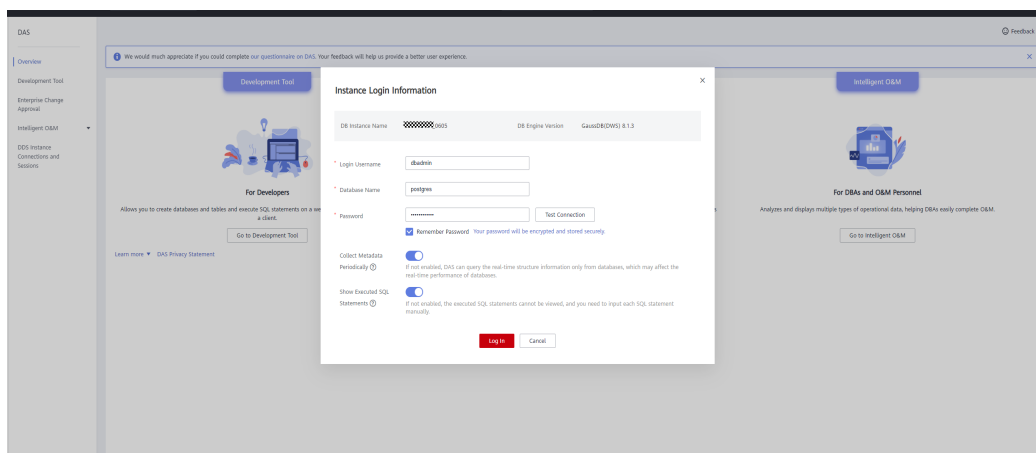 DAS
Feedback
Overview
Development Tool
Enterprise Change
Approval
Intelligent O&M
DDS Instance
Connections and
Sessions
We would much appreciate if you could complete our questionnaire on DAS. Your feedback will help us provide a better user experience.
Development Tool
For Developers
Allows you to create databases and tables and execute SQL statements on a we
a client.
Go to Development Tool
Learn more
DAS Privacy Statement
Instance Login Information
DB Instance Name
_0605
DB Engine Version
GaussDB(DWS) 8.1.3
* Login Username
dbadmin
* Database Name
postgres
* Password
Test Connection
Remember Password
Your password will be encrypted and stored securely.
Collect Metadata
Periodically
If not enabled, DAS can query the real-time structure information only from databases, which may affect the
real-time performance of databases.
Show Executed SQL
Statements
If not enabled, the executed SQL statements cannot be viewed, and you need to input each SQL statement
manually.
Log In
Cancel
Intelligent O&M
For DBAs and O&M Personnel
Analyzes and displays multiple types of operational data, helping DBAs easily complete O&M.
Go to Intelligent O&M